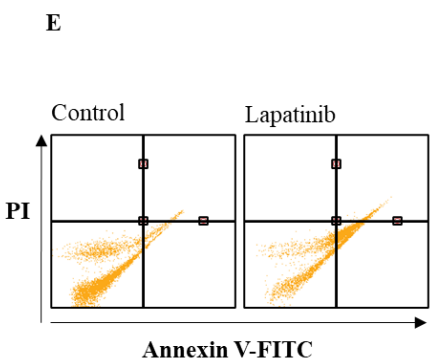 E
Control
Lapatinib
PI
Annexin V-FITC